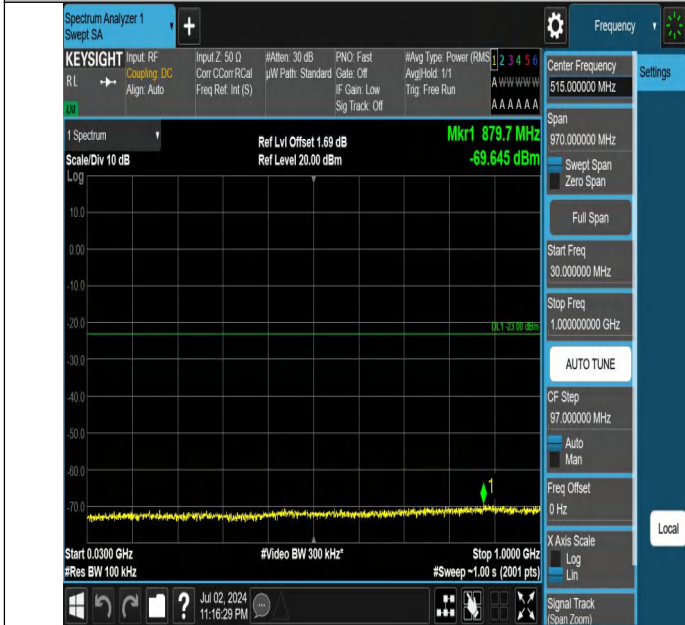 Spectrum Analyzer 1
Swept SA
+
Frequency
KEYSIGHT
RL
LXI
Input: RF
Coupling: DC
Align: Auto
Input Z: 50 Ω
Corr CCorr RCal
Freq Ref: Int (S)
#Atten: 30 dB
µW Path: Standard
PNO: Fast
Gate: Off
IF Gain: Low
Sig Track: Off
#Avg Type: Power (RMS
Avg|Hold: 1/1
Trig: Free Run
1 2 3 4 5 6
A W W W W W
A A A A A A
1 Spectrum
Scale/Div 10 dB
Log
Ref Lvl Offset 1.69 dB
Ref Level 20.00 dBm
Mkr1 879.7 MHz
-69.645 dBm
10.0
0.00
-10.0
-20.0
DL1 -23.00 dBm
-30.0
-40.0
-50.0
-60.0
1
-70.0
Start 0.0300 GHz
#Res BW 100 kHz
#Video BW 300 kHz*
Stop 1.0000 GHz
#Sweep ~1.00 s (2001 pts)
?
Jul 02, 2024
11:16:29 PM
Center Frequency
515.000000 MHz
Span
970.000000 MHz
Swept Span
Zero Span
Full Span
Start Freq
30.000000 MHz
Stop Freq
1.000000000 GHz
AUTO TUNE
CF Step
97.000000 MHz
Auto
Man
Freq Offset
0 Hz
X Axis Scale
Log
Lin
Signal Track
(Span Zoom)
Settings
Local